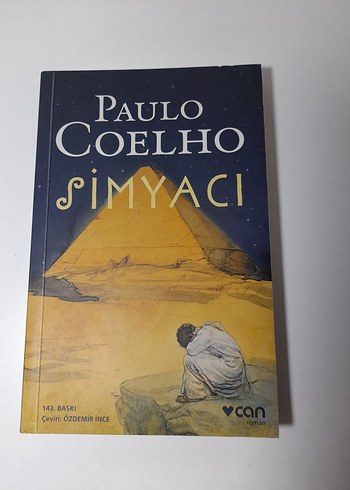 PAULO
COELHO
SİMYACI
143. BASKI
Çeviri: ÖZDEMİR İNCE
can
roman